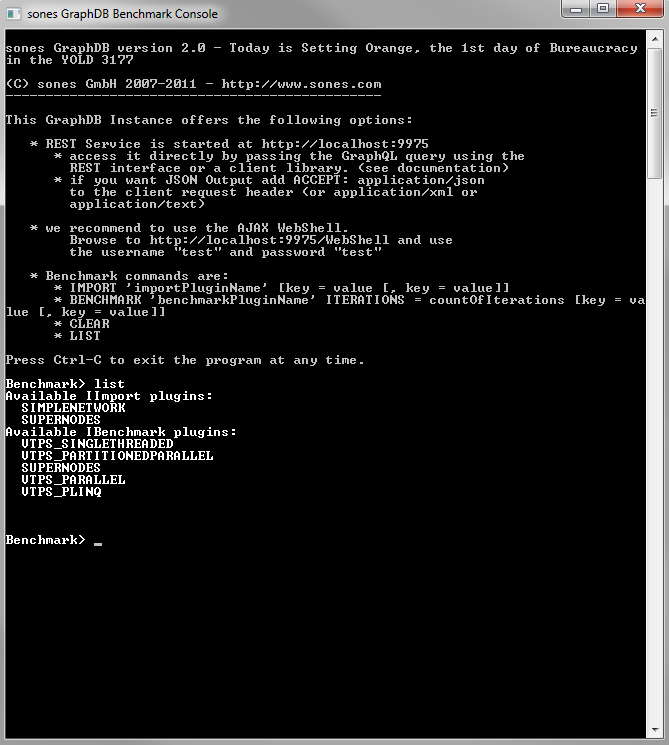 sones GraphDB Benchmark Console
sones GraphDB version 2.0 - Today is Setting Orange, the 1st day of Bureaucracy
in the YOLD 3177
(C) sones GmbH 2007-2011 - http://www.sones.com
-----------------------------------------------
This GraphDB Instance offers the following options:
* REST Service is started at http://localhost:9975
* access it directly by passing the GraphQL query using the
REST interface or a client library. (see documentation)
* if you want JSON Output add ACCEPT: application/json
to the client request header (or application/xml or
application/text)
* we recommend to use the AJAX WebShell.
Browse to http://localhost:9975/WebShell and use
the username "test" and password "test"
* Benchmark commands are:
* IMPORT 'importPluginName' [key = value [, key = value]]
* BENCHMARK 'benchmarkPluginName' ITERATIONS = countOfIterations [key = va
lue [, key = value]]
* CLEAR
* LIST
Press Ctrl-C to exit the program at any time.
Benchmark> list
Available IImport plugins:
SIMPLENETWORK
SUPERNODES
Available IBenchmark plugins:
VTPS_SINGLETHREADED
VTPS_PARTITIONEDPARALLEL
SUPERNODES
VTPS_PARALLEL
VTPS_PLINQ
Benchmark> _